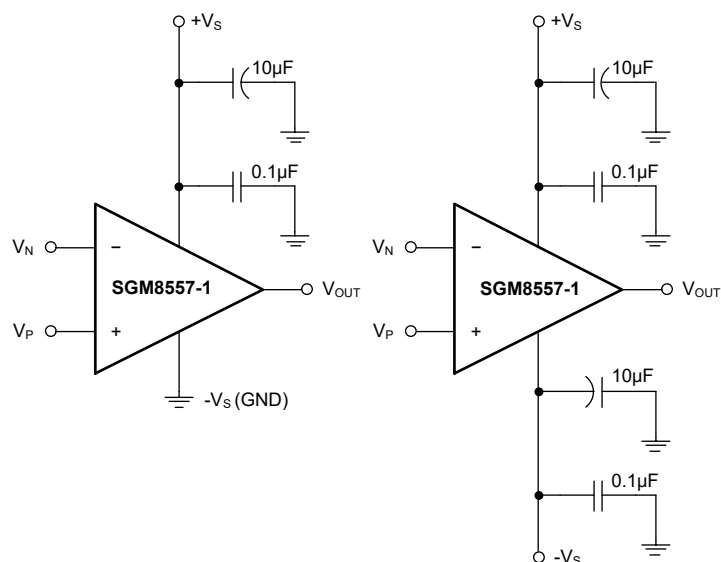 +VS
10µF
0.1µF
VN
−
SGM8557-1
VOUT
VP
+
-VS (GND)
+VS
10µF
0.1µF
VN
−
SGM8557-1
VOUT
VP
+
10µF
0.1µF
-VS